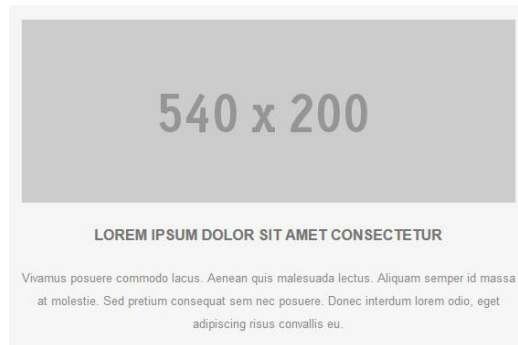 540 x 200
LOREM IPSUM DOLOR SIT AMET CONSECTETUR
Vivamus posuere commodo lacus. Aenean quis malesuada lectus. Aliquam semper id massa
at molestie. Sed pretium consequat sem nec posuere. Donec interdum lorem odio, eget
adipiscing risus convallis eu.